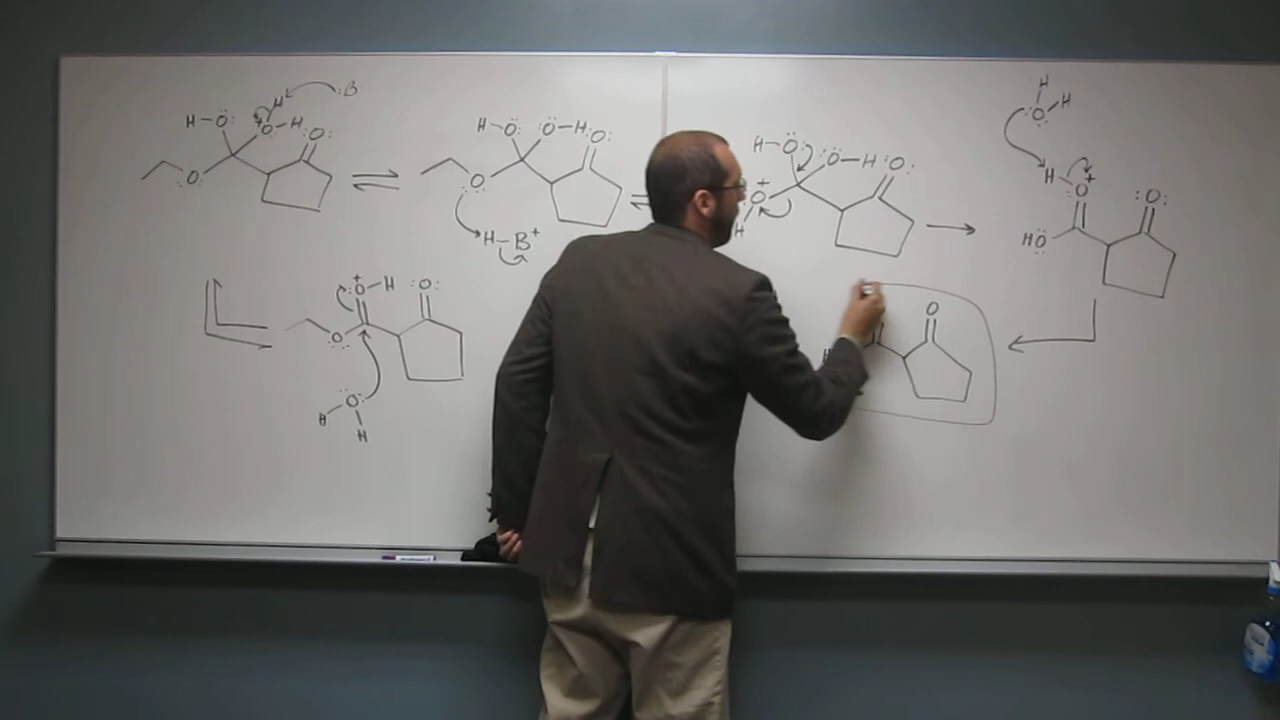 H-Ö: H :B
+O-H :O:
:O:
H-Ö: :Ö-H :O:
:O:
H-B+
H-Ö: :Ö-H :O:
+O:
H
H
:O-H
H-O+ :O:
HÖ:
+O-H :O:
:O:
H-O:
H
O
H